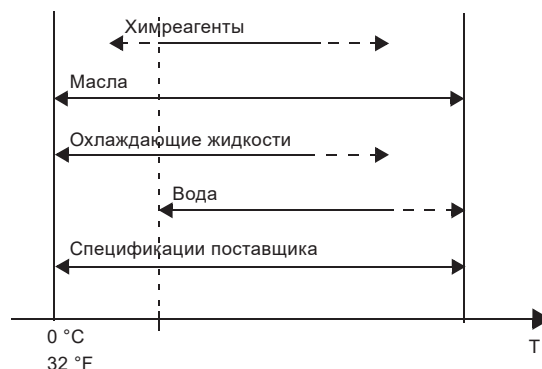 Химреагенты
Масла
Охлаждающие жидкости
Вода
Спецификации поставщика
0 °C
T
32 °F